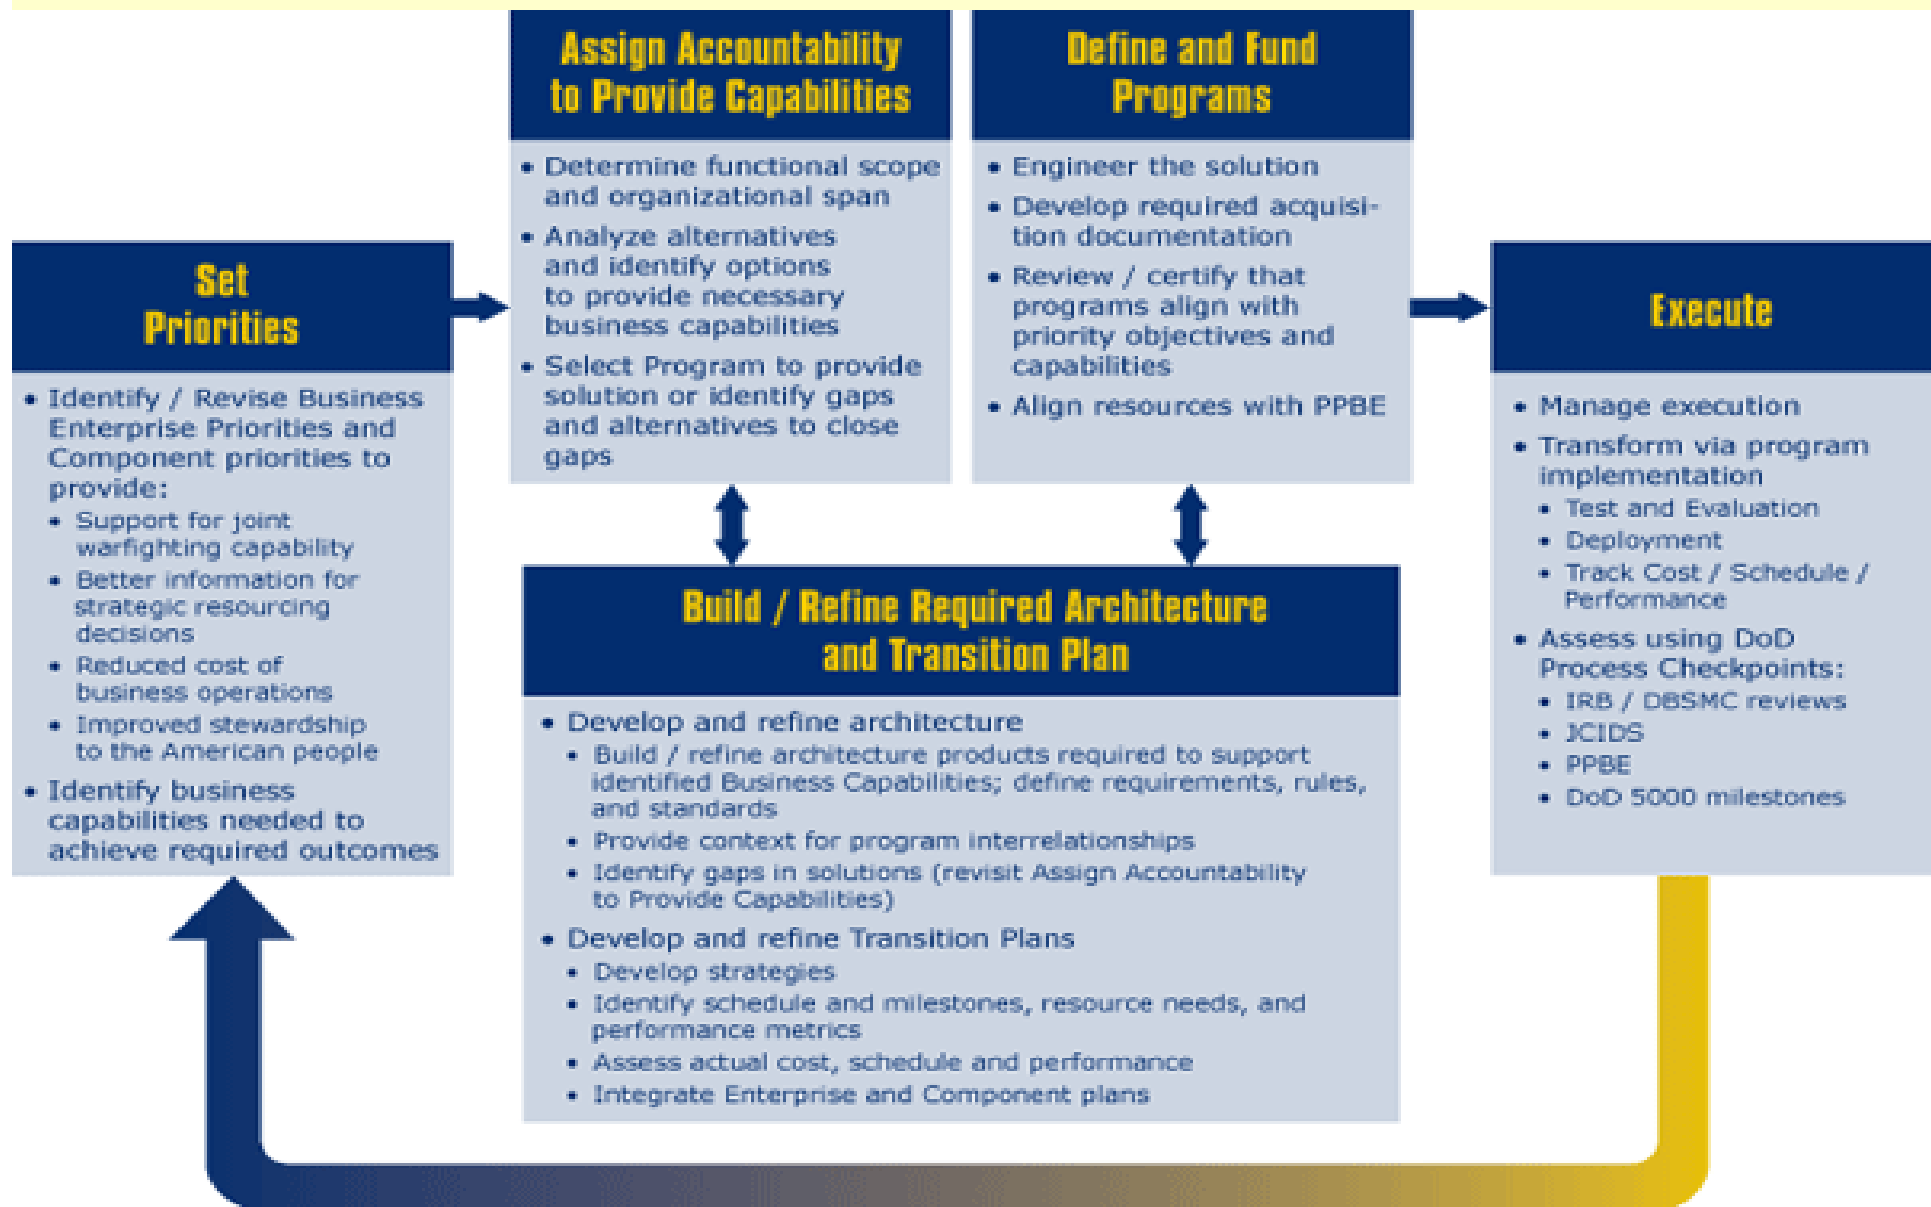 Set
Priorities
• Identify / Revise Business
Enterprise Priorities and
Component priorities to
provide:
• Support for joint
warfighting capability
• Better information for
strategic resourcing
decisions
• Reduced cost of
business operations
• Improved stewardship
to the American people
• Identify business
capabilities needed to
achieve required outcomes
Assign Accountability
to Provide Capabilities
• Determine functional scope
and organizational span
• Analyze alternatives
and identify options
to provide necessary
business capabilities
• Select Program to provide
solution or identify gaps
and alternatives to close
gaps
Define and Fund
Programs
• Engineer the solution
• Develop required acquisi-
tion documentation
• Review / certify that
programs align with
priority objectives and
capabilities
• Align resources with PPBE
Build / Refine Required Architecture
and Transition Plan
• Develop and refine architecture
• Build / refine architecture products required to support
identified Business Capabilities; define requirements, rules,
and standards
• Provide context for program interrelationships
• Identify gaps in solutions (revisit Assign Accountability
to Provide Capabilities)
• Develop and refine Transition Plans
• Develop strategies
• Identify schedule and milestones, resource needs, and
performance metrics
• Assess actual cost, schedule and performance
• Integrate Enterprise and Component plans
Execute
• Manage execution
• Transform via program
implementation
• Test and Evaluation
• Deployment
• Track Cost / Schedule /
Performance
• Assess using DoD
Process Checkpoints:
• IRB / DBSMC reviews
• JCIDS
• PPBE
• DoD 5000 milestones